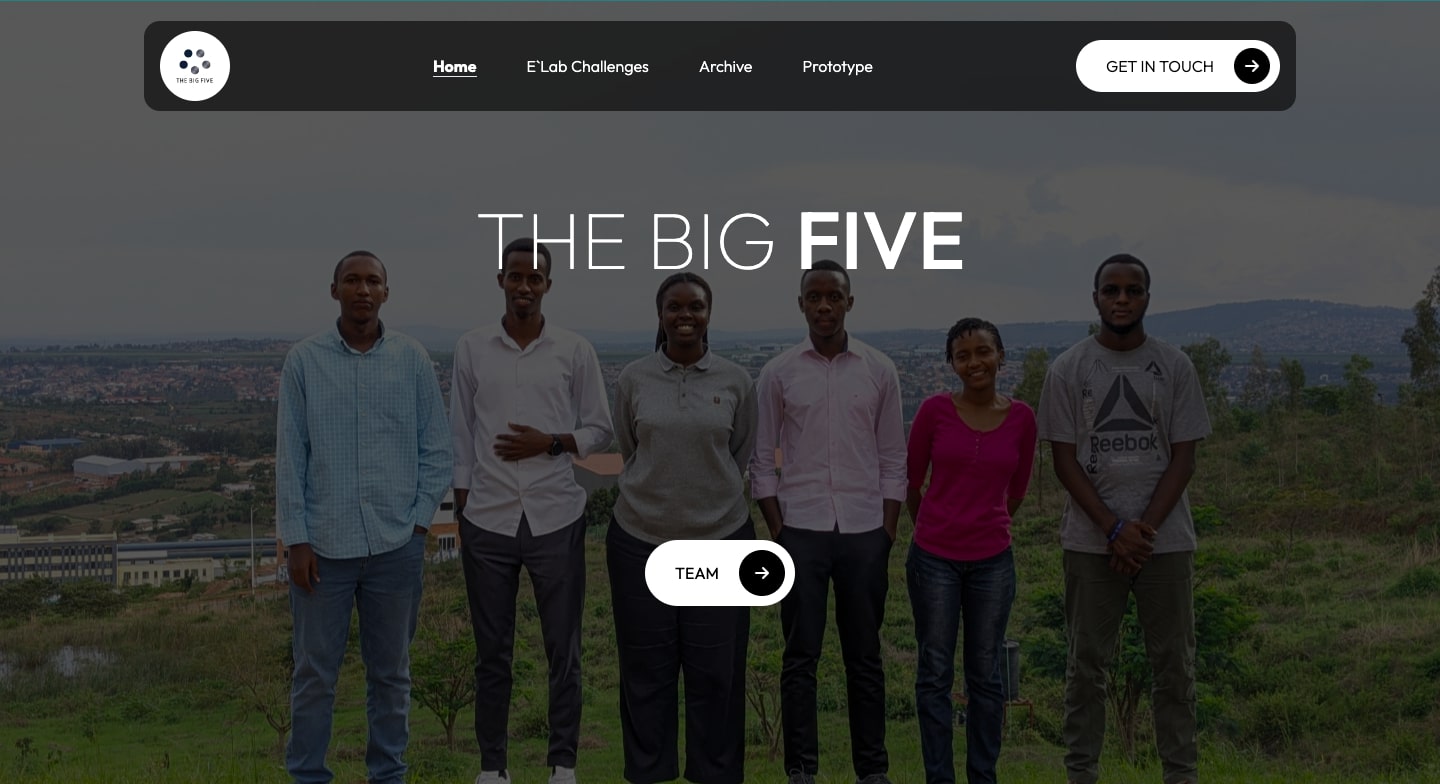 THE BIG FIVE
Home
E`Lab Challenges
Archive
Prototype
GET IN TOUCH
THE BIG FIVE
Reebok
TEAM